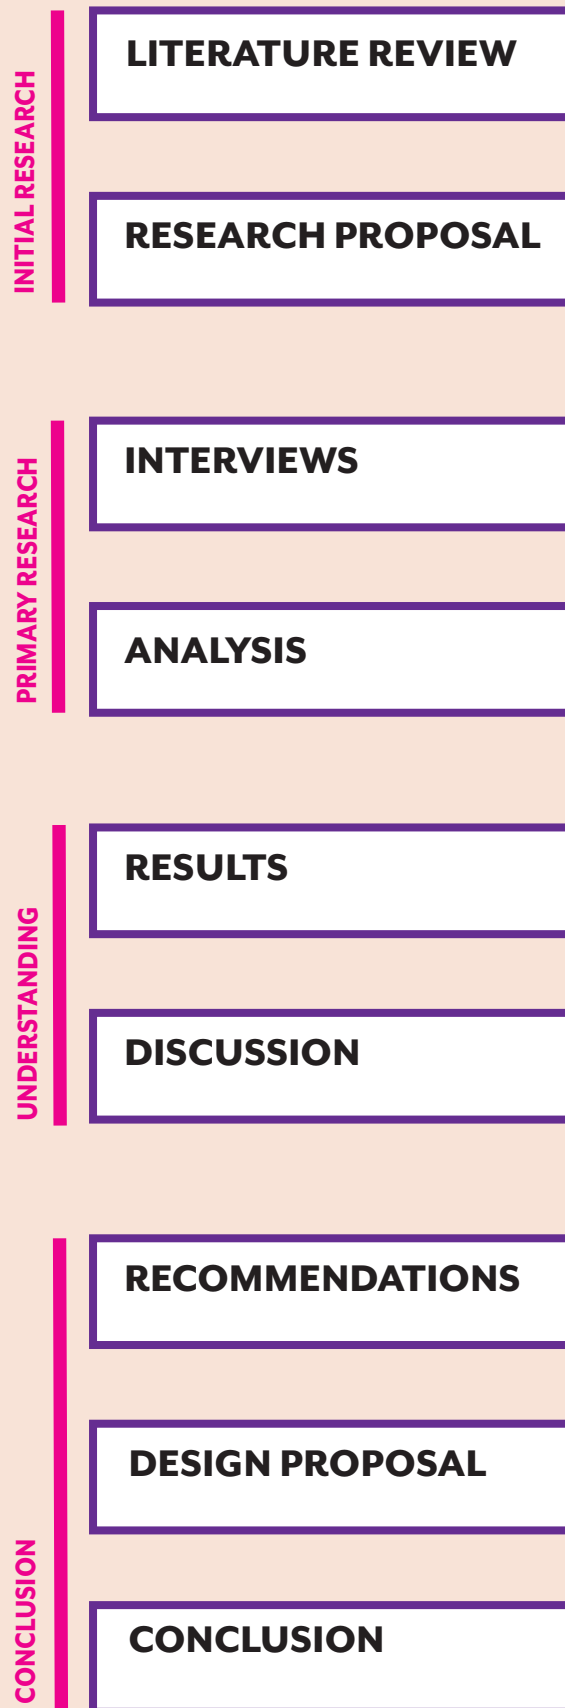 INITIAL RESEARCH
LITERATURE REVIEW
RESEARCH PROPOSAL
PRIMARY RESEARCH
INTERVIEWS
ANALYSIS
UNDERSTANDING
RESULTS
DISCUSSION
CONCLUSION
RECOMMENDATIONS
DESIGN PROPOSAL
CONCLUSION